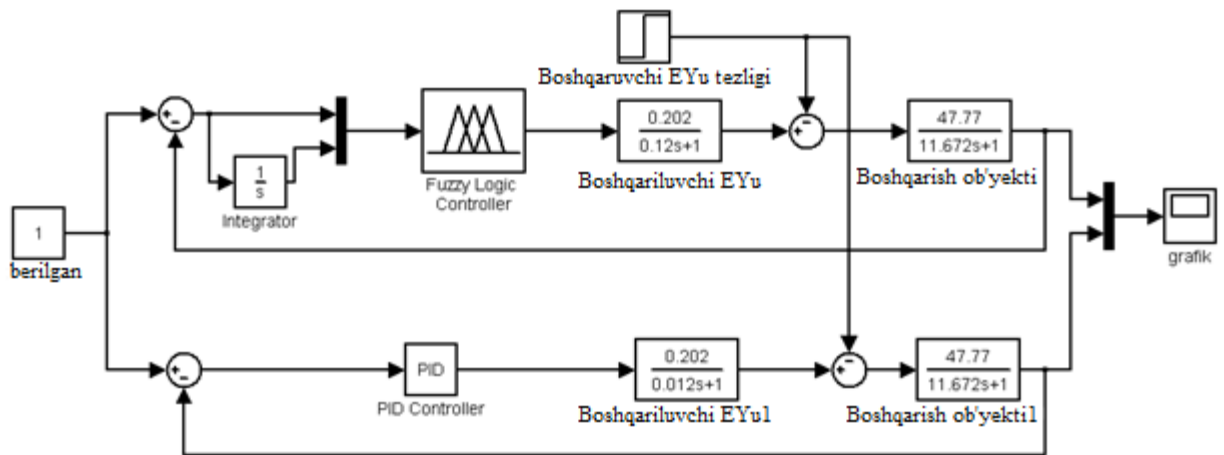 Boshqaruvchi EYu tezligi
+
-
Fuzzy Logic
Controller
0.202
0.12s+1
Boshqariluvchi EYu
+
-
47.77
11.672s+1
Boshqarish ob'yekti
1
s
Integrator
1
berilgan
grafik
+
-
PID
PID Controller
0.202
0.012s+1
Boshqariluvchi EYu1
+
-
47.77
11.672s+1
Boshqarish ob'yekti1